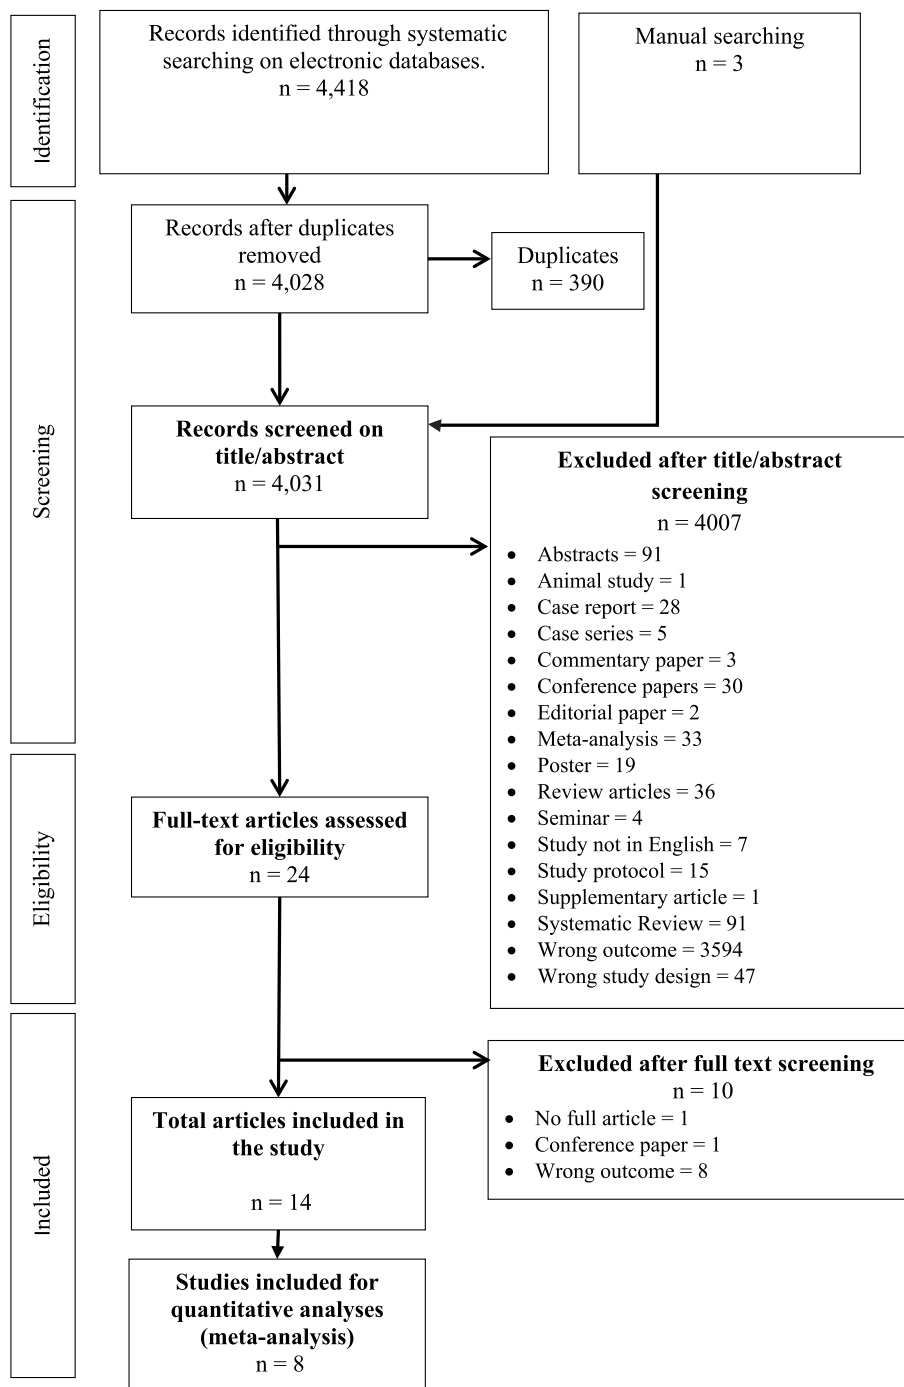 Identification
Records identified through systematic
searching on electronic databases.
n = 4,418
Manual searching
n = 3
Screening
Records after duplicates
removed
n = 4,028
Duplicates
n = 390
Records screened on
title/abstract
n = 4,031
Excluded after title/abstract
screening
n = 4007
• Abstracts = 91
• Animal study = 1
• Case report = 28
• Case series = 5
• Commentary paper = 3
• Conference papers = 30
• Editorial paper = 2
• Meta-analysis = 33
• Poster = 19
• Review articles = 36
• Seminar = 4
• Study not in English = 7
• Study protocol = 15
• Supplementary article = 1
• Systematic Review = 91
• Wrong outcome = 3594
• Wrong study design = 47
Eligibility
Full-text articles assessed
for eligibility
n = 24
Excluded after full text screening
n = 10
• No full article = 1
• Conference paper = 1
• Wrong outcome = 8
Included
Total articles included in
the study
n = 14
Studies included for
quantitative analyses
(meta-analysis)
n = 8